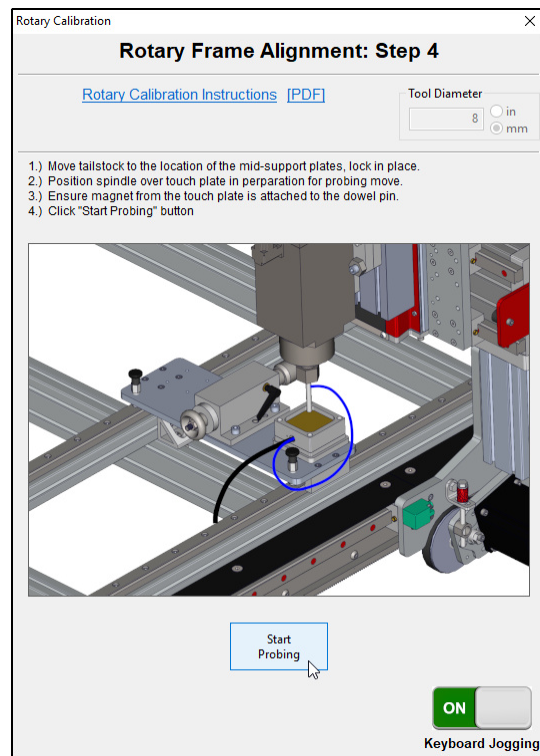 Rotary Calibration
Rotary Frame Alignment: Step 4
Rotary Calibration Instructions [PDF]
Tool Diameter
8
in
mm
1.) Move tailstock to the location of the mid-support plates, lock in place.
2.) Position spindle over touch plate in perparation for probing move.
3.) Ensure magnet from the touch plate is attached to the dowel pin.
4.) Click "Start Probing" button
Start
Probing
ON
Keyboard Jogging